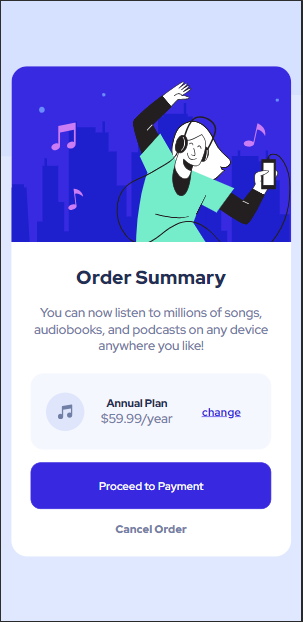 Order Summary
You can now listen to millions of songs,
audiobooks, and podcasts on any device
anywhere you like!
Annual Plan
$59.99/year
change
Proceed to Payment
Cancel Order